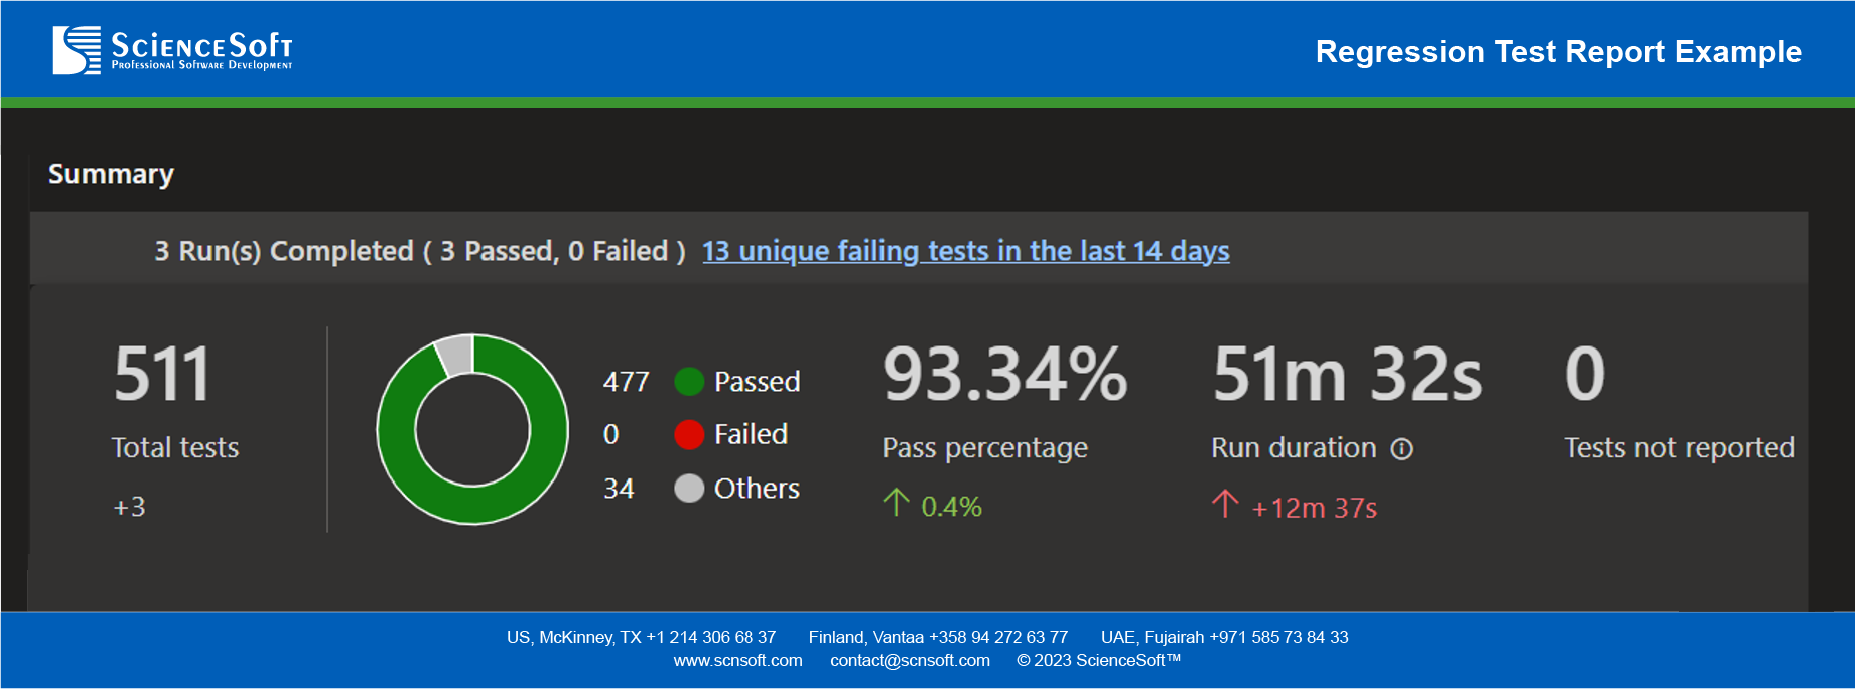 ScienceSoft
Professional Software Development
Regression Test Report Example
Summary
3 Run(s) Completed ( 3 Passed, 0 Failed ) 13 unique failing tests in the last 14 days
511
Total tests
+3
477 Passed
0 Failed
34 Others
93.34%
Pass percentage
0.4%
51m 32s
Run duration
+12m 37s
0
Tests not reported
US, McKinney, TX +1 214 306 68 37 Finland, Vantaa +358 94 272 63 77 UAE, Fujairah +971 585 73 84 33
www.scnsoft.com contact@scnsoft.com © 2023 ScienceSoft™